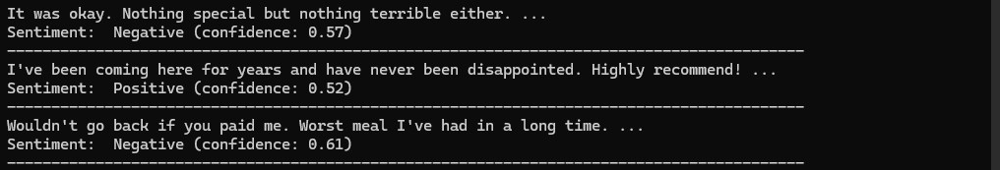 It was okay. Nothing special but nothing terrible either. ...
Sentiment:  Negative (confidence: 0.57)
------------------------------------------------------------------------------------------
I've been coming here for years and have never been disappointed. Highly recommend! ...
Sentiment:  Positive (confidence: 0.52)
------------------------------------------------------------------------------------------
Wouldn't go back if you paid me. Worst meal I've had in a long time. ...
Sentiment:  Negative (confidence: 0.61)
------------------------------------------------------------------------------------------